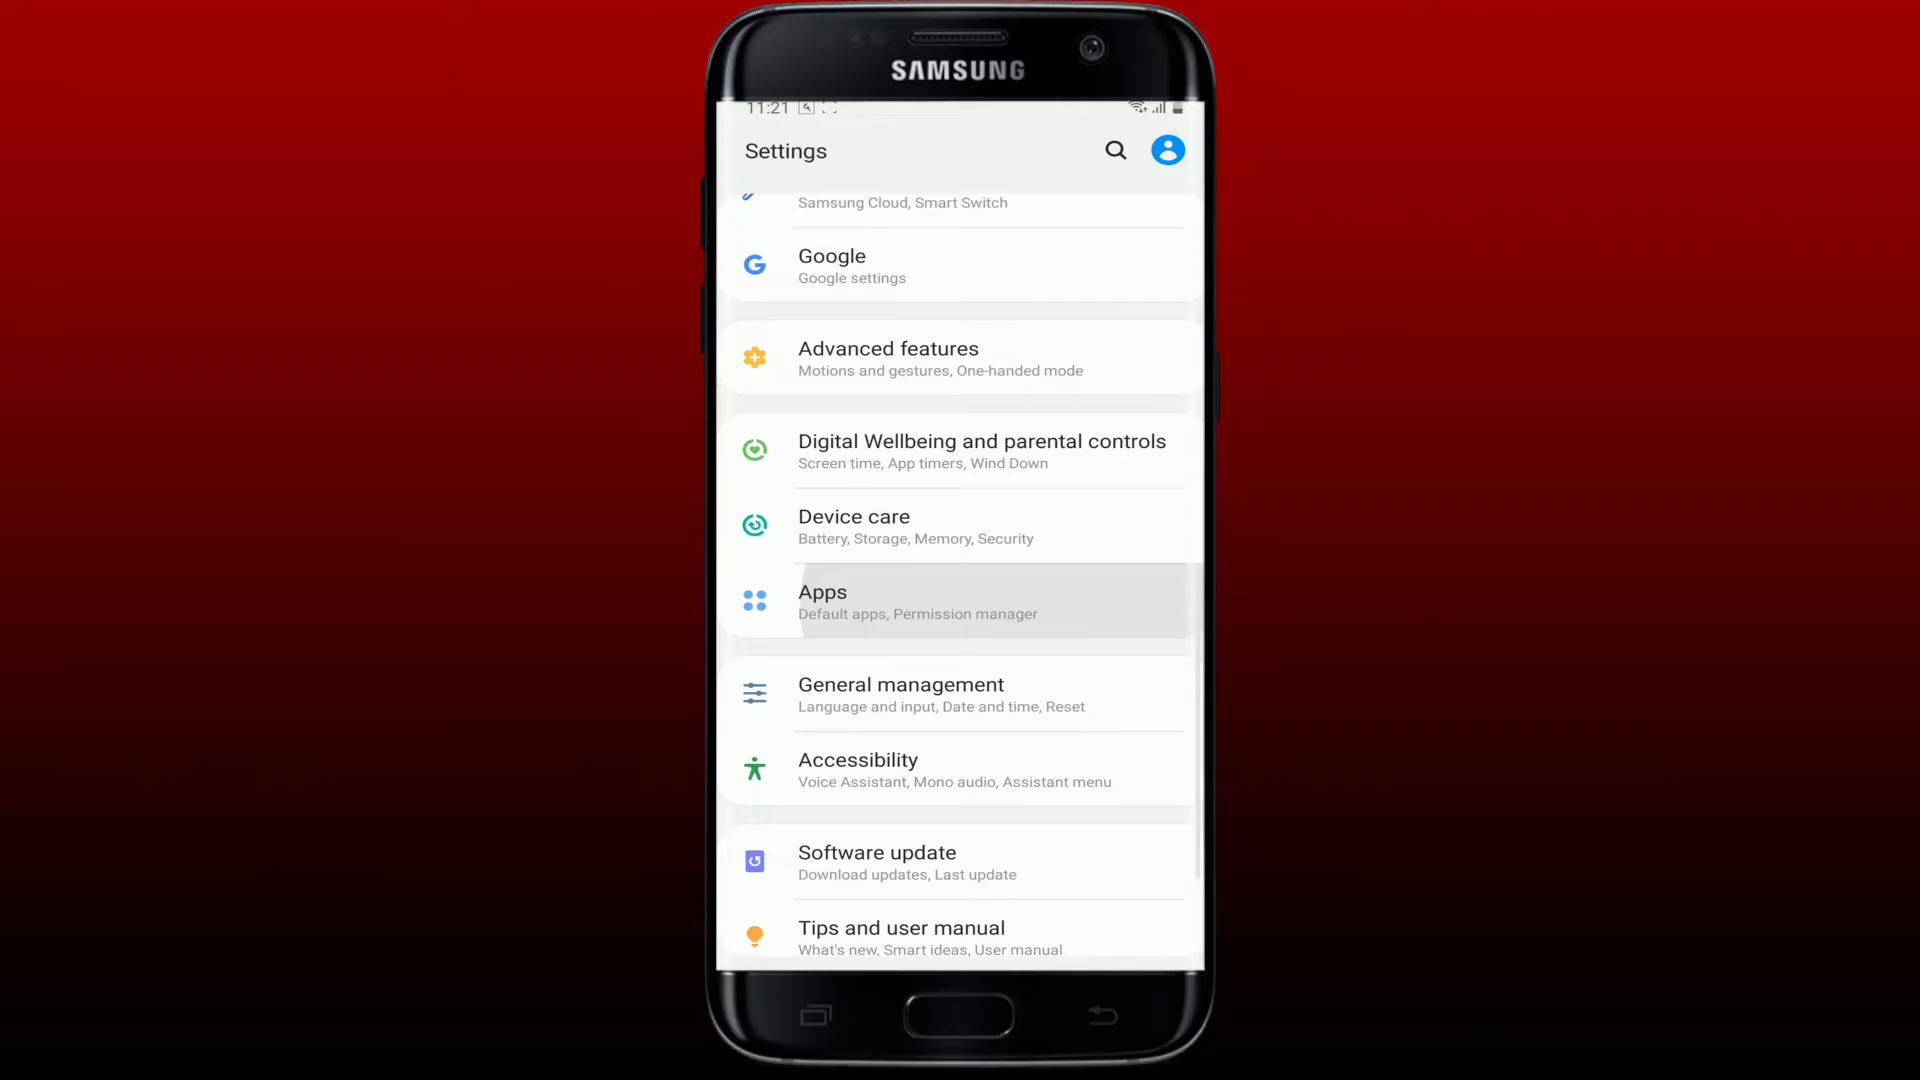 SAMSUNG
11:21
Settings
Samsung Cloud, Smart Switch
Google
Google settings
Advanced features
Motions and gestures, One-handed mode
Digital Wellbeing and parental controls
Screen time, App timers, Wind Down
Device care
Battery, Storage, Memory, Security
Apps
Default apps, Permission manager
General management
Language and input, Date and time, Reset
Accessibility
Voice Assistant, Mono audio, Assistant menu
Software update
Download updates, Last update
Tips and user manual
What's new, Smart ideas, User manual